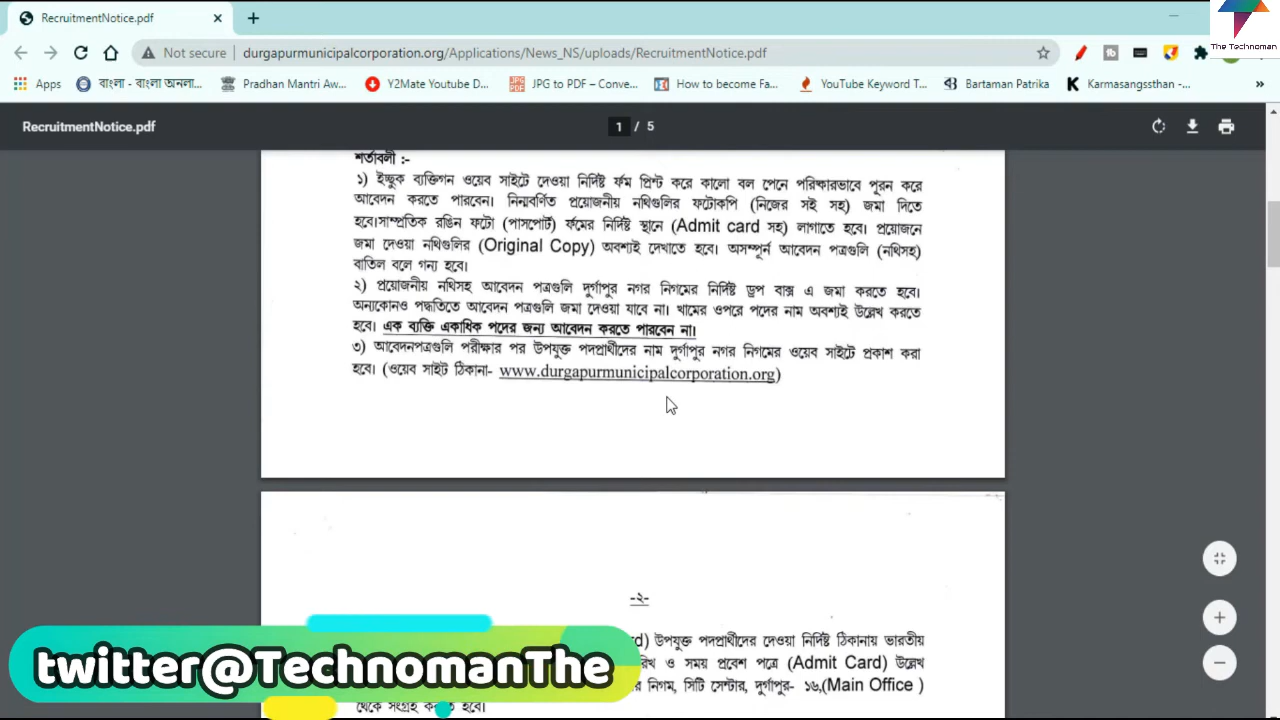 RecruitmentNotice.pdf
The Technoman
Not secure durgapurmunicipalcorporation.org/Applications/News_NS/uploads/RecruitmentNotice.pdf
Apps বাংলা - বাংলা অনলা... Pradhan Mantri Aw... Y2Mate Youtube D... JPG to PDF – Conve... How to become Fa... YouTube Keyword T... Bartaman Patrika Karmasangssthan -...
RecruitmentNotice.pdf 1 / 5
শর্তাবলী :-
১) ইচ্ছুক ব্যক্তিগন ওয়েব সাইটে দেওয়া নির্দিষ্ট র্ফম প্রিন্ট করে কালো বল পেনে পরিষ্কারভাবে পূরন করে
আবেদন করতে পারবেন। নিন্মবর্ণিত প্রয়োজনীয় নথিগুলির ফটোকপি (নিজের সই সহ) জমা দিতে
হবে।সাম্প্রতিক রঙিন ফটো (পাসপোর্ট) র্ফমের নির্দিষ্ট স্থানে (Admit card সহ) লাগাতে হবে। প্রয়োজনে
জমা দেওয়া নথিগুলির (Original Copy) অবশ্যই দেখাতে হবে। অসম্পূর্ন আবেদন পত্রগুলি (নথিসহ)
বাতিল বলে গন্য হবে।
২) প্রয়োজনীয় নথিসহ আবেদন পত্রগুলি দুর্গাপুর নগর নিগমের নির্দিষ্ট ড্রপ বাক্স এ জমা করতে হবে।
অন্যকোনও পদ্ধতিতে আবেদন পত্রগুলি জমা দেওয়া যাবে না। খামের ওপরে পদের নাম অবশ্যই উল্লেখ করতে
হবে। এক ব্যক্তি একাধিক পদের জন্য আবেদন করতে পারবেন না।
৩) আবেদনপত্রগুলি পরীক্ষার পর উপযুক্ত পদপ্রার্থীদের নাম দুর্গাপুর নগর নিগমের ওয়েব সাইটে প্রকাশ করা
হবে। (ওয়েব সাইট ঠিকানা- www.durgapurmunicipalcorporation.org)
-২-
rd) উপযুক্ত পদপ্রার্থীদের দেওয়া নির্দিষ্ট ঠিকানায় ভারতীয়
রিখ ও সময় প্রবেশ পত্রে (Admit Card) উল্লেখ
র নিগম, সিটি সেন্টার, দুর্গাপুর- ১৬,(Main Office )
থেকে সংগ্রহ হবে।
twitter@TechnomanThe